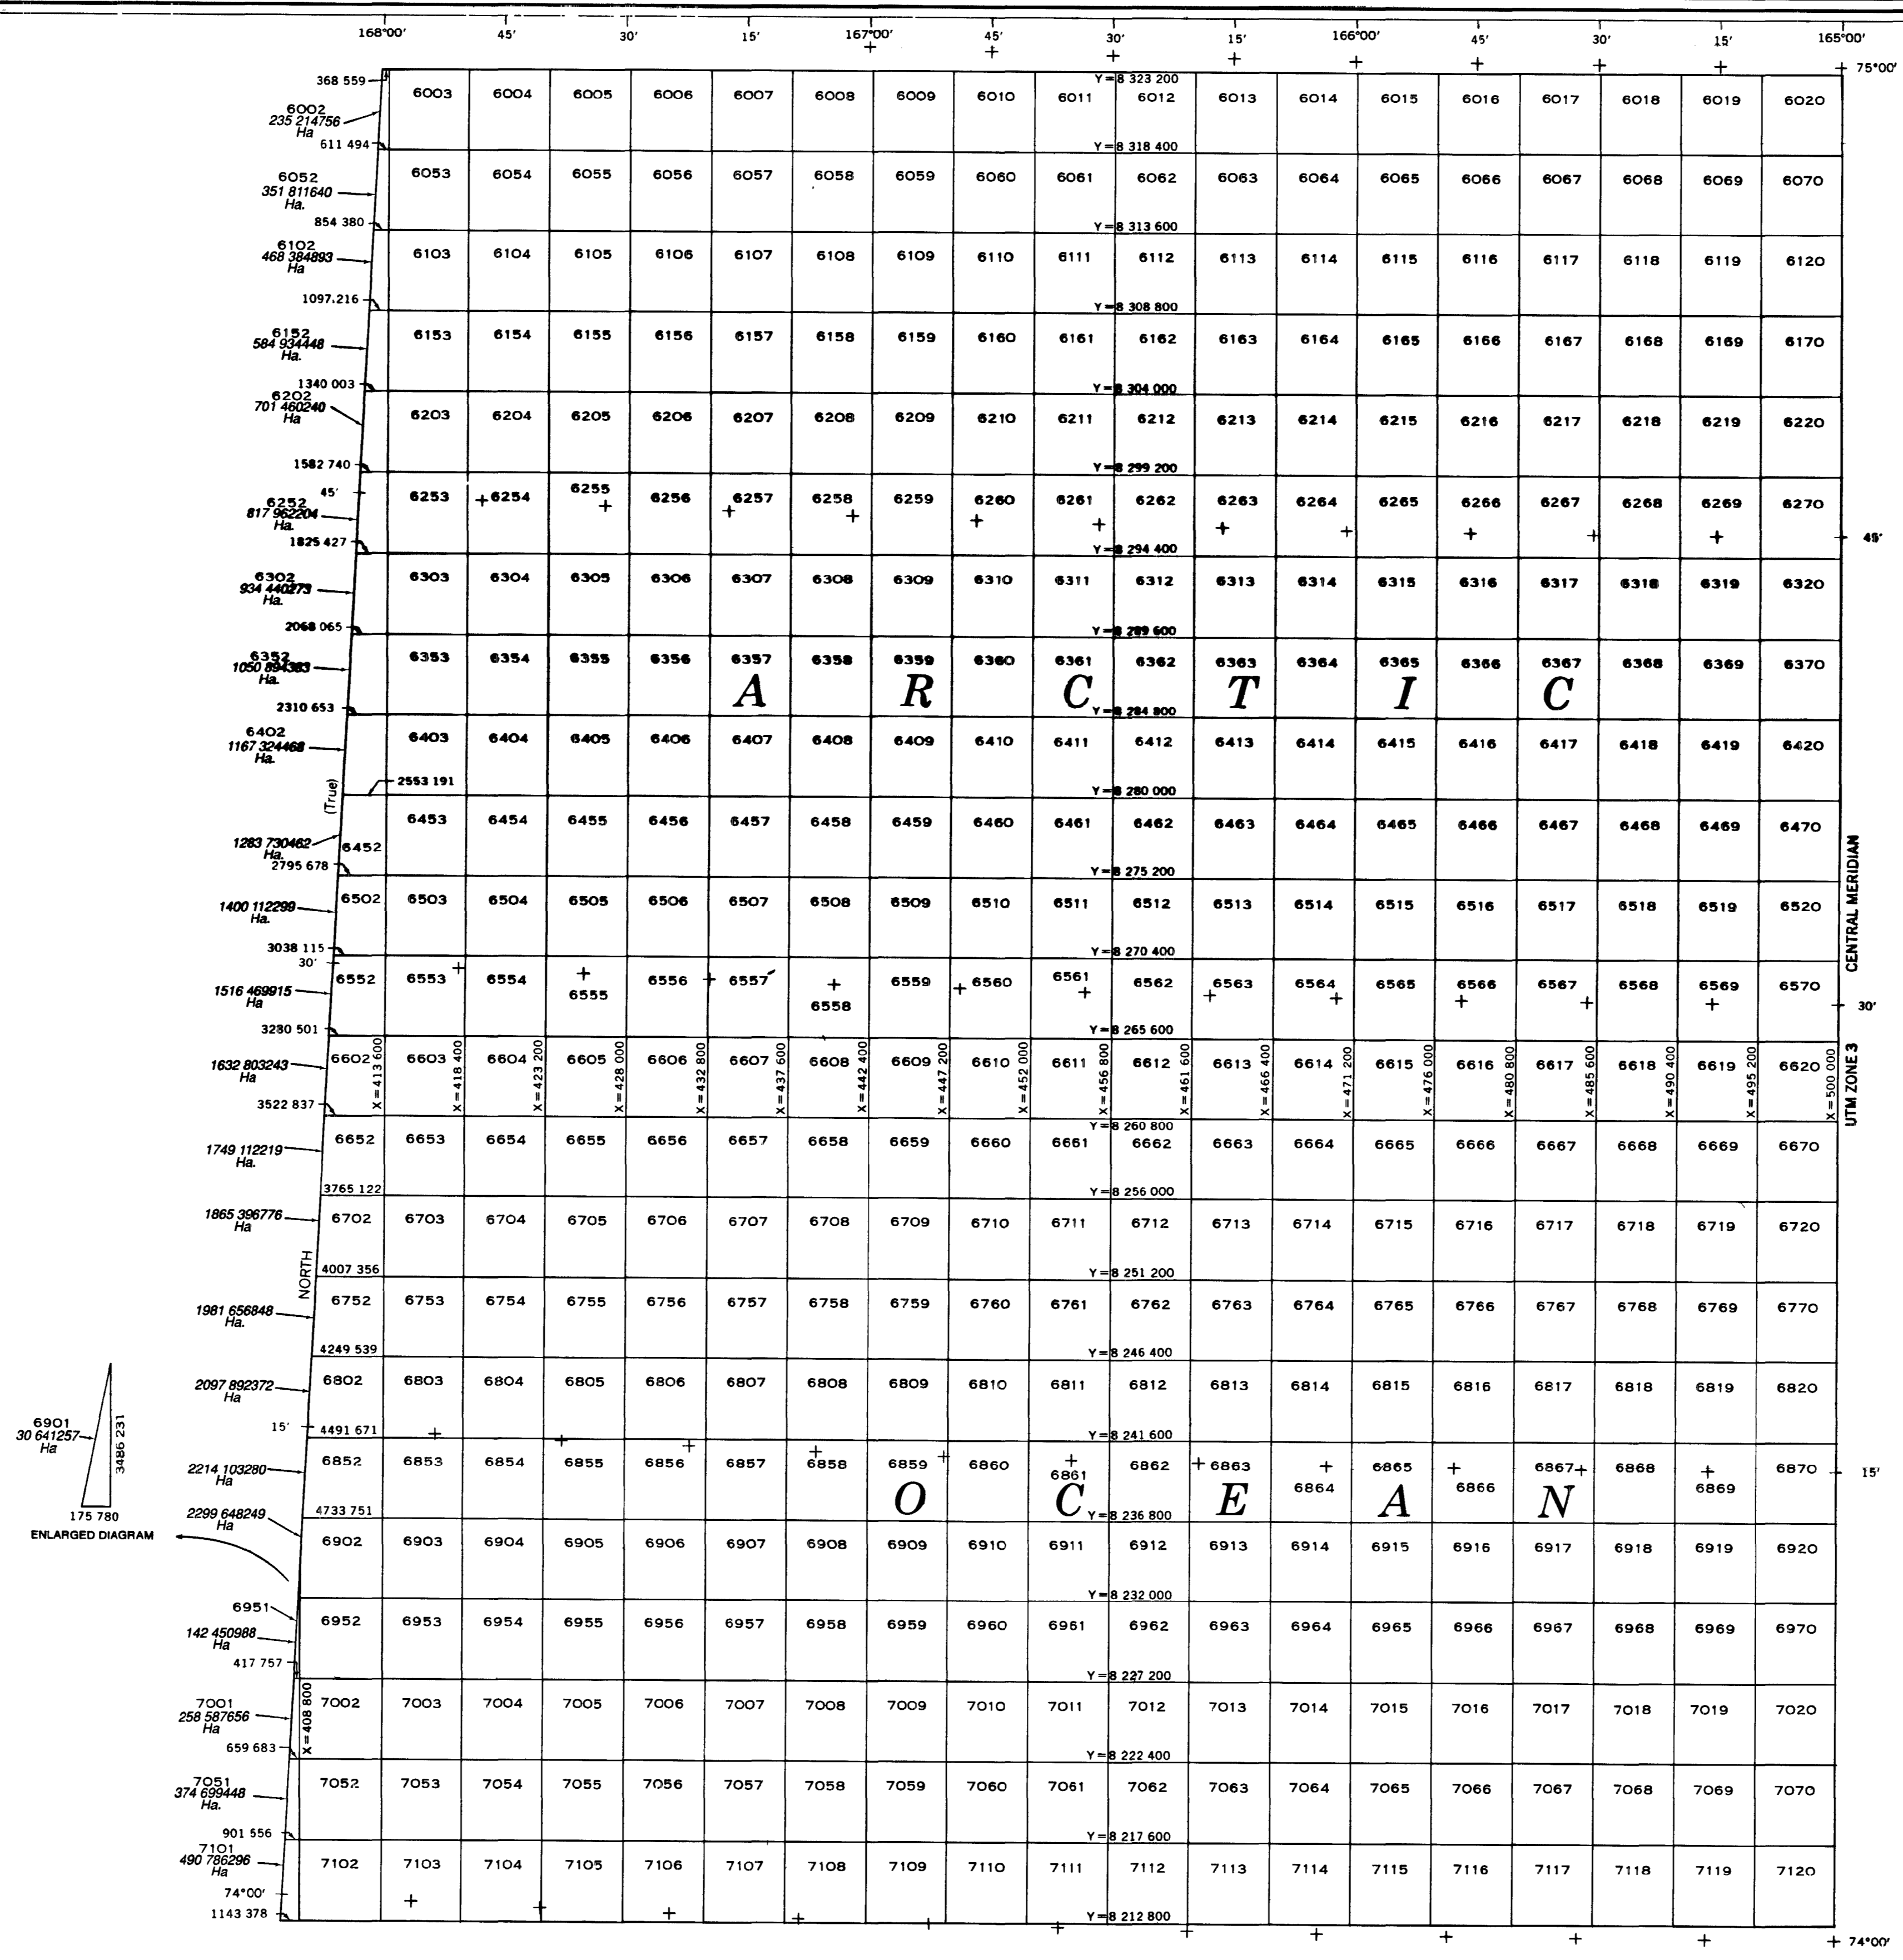 168°00′ 45′ 30′ 15′ 167°00′ 45′ 30′ 15′ 166°00′ 45′ 30′ 15′ 165°00′
75°00′
368 559
Y = 8 323 200
6002
235 214756
Ha
6003 6004 6005 6006 6007 6008 6009 6010 6011 6012 6013 6014 6015 6016 6017 6018 6019 6020
611 494
Y = 8 318 400
6052
351 811640
Ha.
6053 6054 6055 6056 6057 6058 6059 6060 6061 6062 6063 6064 6065 6066 6067 6068 6069 6070
854 380
Y = 8 313 600
6102
468 384893
Ha
6103 6104 6105 6106 6107 6108 6109 6110 6111 6112 6113 6114 6115 6116 6117 6118 6119 6120
1097.216
Y = 8 308 800
6152
584 934448
Ha.
6153 6154 6155 6156 6157 6158 6159 6160 6161 6162 6163 6164 6165 6166 6167 6168 6169 6170
1340 003
Y = 8 304 000
6202
701 460240
Ha
6203 6204 6205 6206 6207 6208 6209 6210 6211 6212 6213 6214 6215 6216 6217 6218 6219 6220
1582 740
Y = 8 299 200
45′
6252
817 962204
Ha.
6253 6254 6255 6256 6257 6258 6259 6260 6261 6262 6263 6264 6265 6266 6267 6268 6269 6270
45′
1825 427
Y = 8 294 400
6302
934 440273
Ha.
6303 6304 6305 6306 6307 6308 6309 6310 6311 6312 6313 6314 6315 6316 6317 6318 6319 6320
2068 065
Y = 8 289 600
6352
1050 894383
Ha.
6353 6354 6355 6356 6357 6358 6359 6360 6361 6362 6363 6364 6365 6366 6367 6368 6369 6370
A R C T I C
2310 653
Y = 8 284 800
6402
1167 324468
Ha.
6403 6404 6405 6406 6407 6408 6409 6410 6411 6412 6413 6414 6415 6416 6417 6418 6419 6420
2553 191
Y = 8 280 000
(True)
1283 730462
Ha.
6452 6453 6454 6455 6456 6457 6458 6459 6460 6461 6462 6463 6464 6465 6466 6467 6468 6469 6470
2795 678
Y = 8 275 200
CENTRAL MERIDIAN
1400 112299
Ha.
6502 6503 6504 6505 6506 6507 6508 6509 6510 6511 6512 6513 6514 6515 6516 6517 6518 6519 6520
3038 115
Y = 8 270 400
30′
1516 469915
Ha
6552 6553 6554 6555 6556 6557 6558 6559 6560 6561 6562 6563 6564 6565 6566 6567 6568 6569 6570
30′
3280 501
Y = 8 265 600
1632 803243
Ha
6602 6603 6604 6605 6606 6607 6608 6609 6610 6611 6612 6613 6614 6615 6616 6617 6618 6619 6620
X = 413 600 X = 418 400 X = 423 200 X = 428 000 X = 432 800 X = 437 600 X = 442 400 X = 447 200 X = 452 000 X = 456 800 X = 461 600 X = 466 400 X = 471 200 X = 476 000 X = 480 800 X = 485 600 X = 490 400 X = 495 200 X = 500 000
UTM ZONE 3
3522 837
Y = 8 260 800
1749 112219
Ha.
6652 6653 6654 6655 6656 6657 6658 6659 6660 6661 6662 6663 6664 6665 6666 6667 6668 6669 6670
3765 122
Y = 8 256 000
1865 396776
Ha
6702 6703 6704 6705 6706 6707 6708 6709 6710 6711 6712 6713 6714 6715 6716 6717 6718 6719 6720
NORTH
4007 356
Y = 8 251 200
1981 656848
Ha.
6752 6753 6754 6755 6756 6757 6758 6759 6760 6761 6762 6763 6764 6765 6766 6767 6768 6769 6770
4249 539
Y = 8 246 400
2097 892372
Ha
6802 6803 6804 6805 6806 6807 6808 6809 6810 6811 6812 6813 6814 6815 6816 6817 6818 6819 6820
15′
4491 671
Y = 8 241 600
6901
30 641257
Ha
3486 231
175 780
ENLARGED DIAGRAM
2214 103280
Ha
6852 6853 6854 6855 6856 6857 6858 6859 6860 6861 6862 6863 6864 6865 6866 6867 6868 6869 6870
15′
O C E A N
4733 751
Y = 8 236 800
2299 648249
Ha
6902 6903 6904 6905 6906 6907 6908 6909 6910 6911 6912 6913 6914 6915 6916 6917 6918 6919 6920
Y = 8 232 000
6951
142 450988
Ha
6952 6953 6954 6955 6956 6957 6958 6959 6960 6961 6962 6963 6964 6965 6966 6967 6968 6969 6970
417 757
Y = 8 227 200
7001
258 587656
Ha
X = 408 800
7002 7003 7004 7005 7006 7007 7008 7009 7010 7011 7012 7013 7014 7015 7016 7017 7018 7019 7020
659 683
Y = 8 222 400
7051
374 699448
Ha.
7052 7053 7054 7055 7056 7057 7058 7059 7060 7061 7062 7063 7064 7065 7066 7067 7068 7069 7070
901 556
Y = 8 217 600
7101
490 786296
Ha
7102 7103 7104 7105 7106 7107 7108 7109 7110 7111 7112 7113 7114 7115 7116 7117 7118 7119 7120
74°00′
1143 378
Y = 8 212 800
74°00′